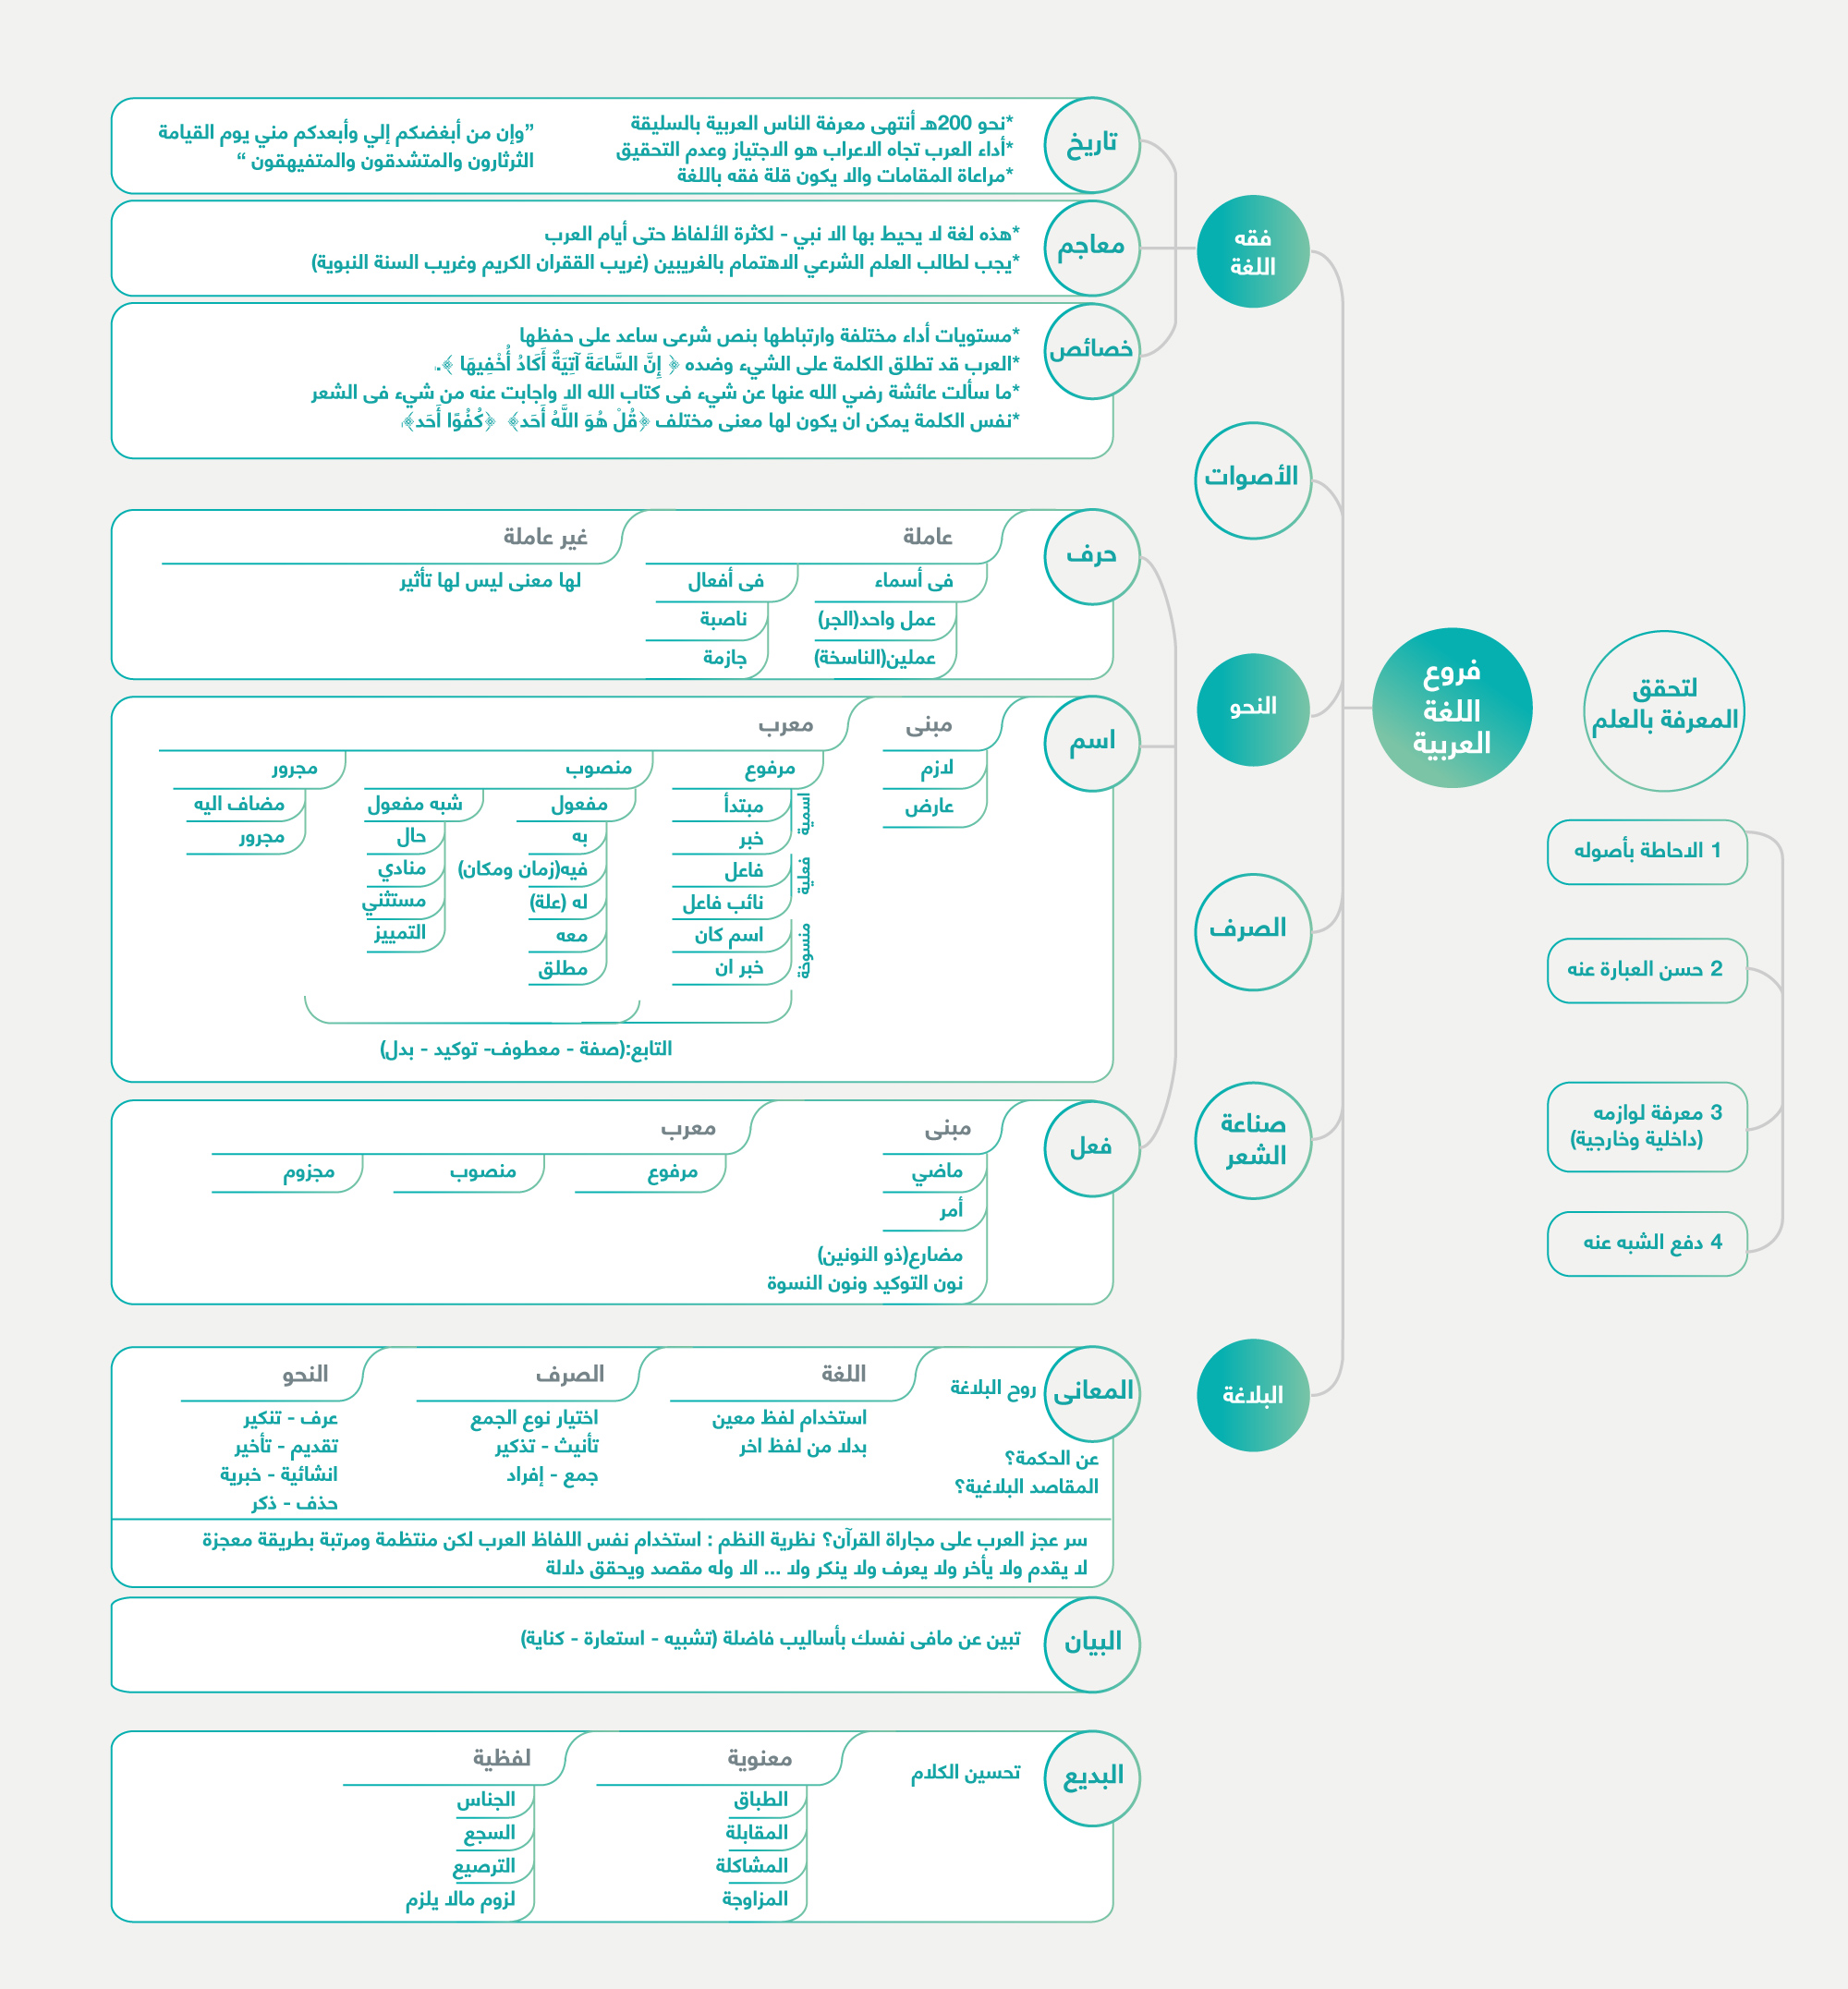 لتحقق
المعرفة بالعلم
1 الاحاطة بأصوله
2 حسن العبارة عنه
3 معرفة لوازمه
(داخلية وخارجية)
4 دفع الشبه عنه
فروع
اللغة
العربية
فقه
اللغة
تاريخ
*نحو 200هـ أنتهى معرفة الناس العربية بالسليقة
*أداء العرب تجاه الاعراب هو الاجتياز وعدم التحقيق
*مراعاة المقامات والا يكون قلة فقه باللغة
”وإن من أبغضكم إلي وأبعدكم مني يوم القيامة
الثرثارون والمتشدقون والمتفيهقون “
معاجم
*هذه لغة لا يحيط بها الا نبي - لكثرة الألفاظ حتى أيام العرب
*يجب لطالب العلم الشرعي الاهتمام بالغريبين (غريب الققران الكريم وغريب السنة النبوية)
خصائص
*مستويات أداء مختلفة وارتباطها بنص شرعى ساعد على حفظها
*العرب قد تطلق الكلمة على الشيء وضده ﴿ إِنَّ السَّاعَةَ آتِيَةٌ أَكَادُ أُخْفِيهَا ﴾.
*ما سألت عائشة رضي الله عنها عن شيء فى كتاب الله الا واجابت عنه من شيء فى الشعر
*نفس الكلمة يمكن ان يكون لها معنى مختلف ﴿قُلْ هُوَ اللَّهُ أَحَد﴾ ﴿كُفُوًا أَحَد﴾
الأصوات
النحو
حرف
عاملة
غير عاملة
فى أسماء
فى أفعال
لها معنى ليس لها تأثير
عمل واحد(الجر)
ناصبة
عملين(الناسخة)
جازمة
اسم
مبنى
معرب
لازم
عارض
مرفوع
منصوب
مجرور
اسمية
مبتدأ
خبر
فعلية
فاعل
نائب فاعل
منسوخة
اسم كان
خبر ان
مفعول
به
فيه(زمان ومكان)
له (علة)
معه
مطلق
شبه مفعول
حال
منادي
مستثني
التمييز
مضاف اليه
مجرور
التابع:(صفة - معطوف- توكيد - بدل)
فعل
مبنى
معرب
ماضي
أمر
مضارع(ذو النونين)
نون التوكيد ونون النسوة
مرفوع
منصوب
مجزوم
الصرف
صناعة
الشعر
البلاغة
المعانى
روح البلاغة
عن الحكمة؟
المقاصد البلاغية؟
اللغة
استخدام لفظ معين
بدلا من لفظ اخر
الصرف
اختيار نوع الجمع
تأنيث - تذكير
جمع - إفراد
النحو
عرف - تنكير
تقديم - تأخير
انشائية - خبرية
حذف - ذكر
سر عجز العرب على مجاراة القرآن؟ نظرية النظم : استخدام نفس اللفاظ العرب لكن منتظمة ومرتبة بطريقة معجزة
لا يقدم ولا يأخر ولا يعرف ولا ينكر ولا ... الا وله مقصد ويحقق دلالة
البيان
تبين عن مافى نفسك بأساليب فاضلة (تشبيه - استعارة - كناية)
البديع
تحسين الكلام
معنوية
الطباق
المقابلة
المشاكلة
المزاوجة
لفظية
الجناس
السجع
الترصيع
لزوم مالا يلزم